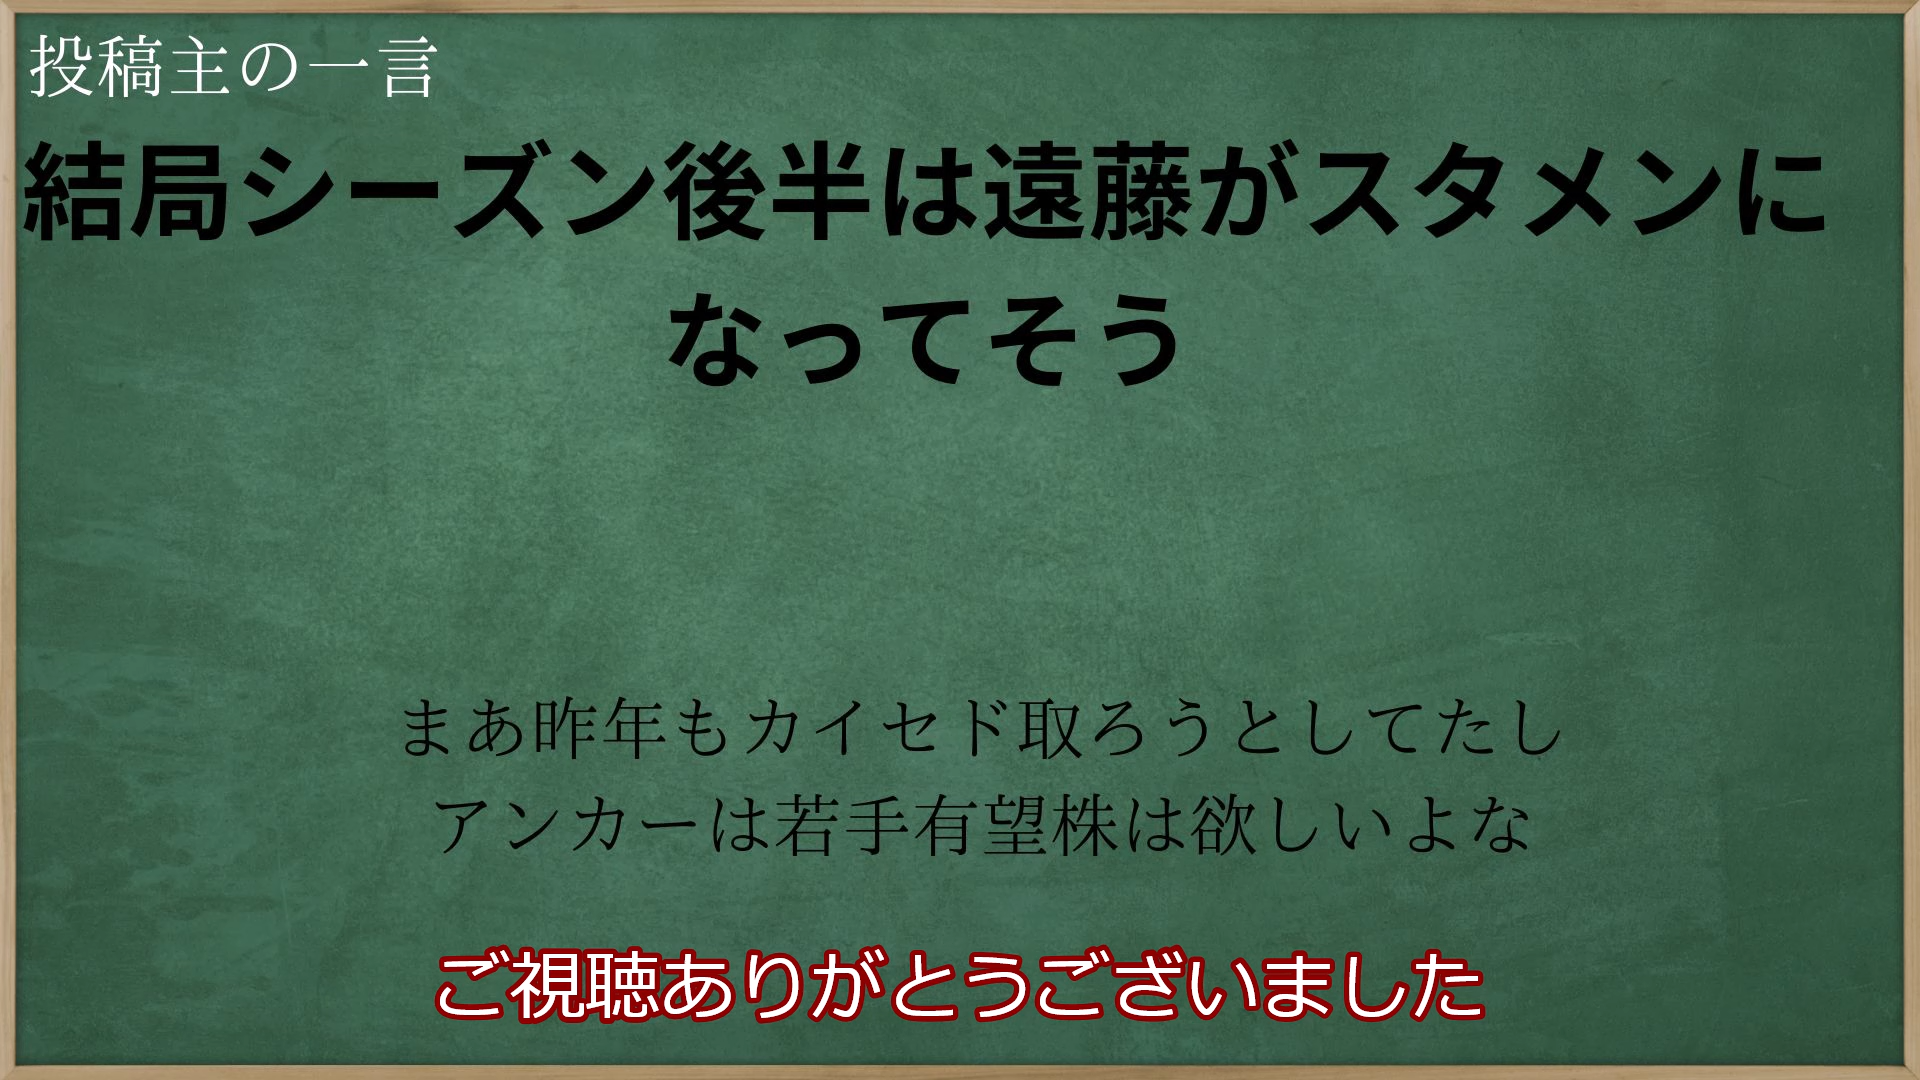 投稿主の一言
結局シーズン後半は遠藤がスタメンに
なってそう
まあ昨年もカイセド取ろうとしてたし
アンカーは若手有望株は欲しいよな
ご視聴ありがとうございました